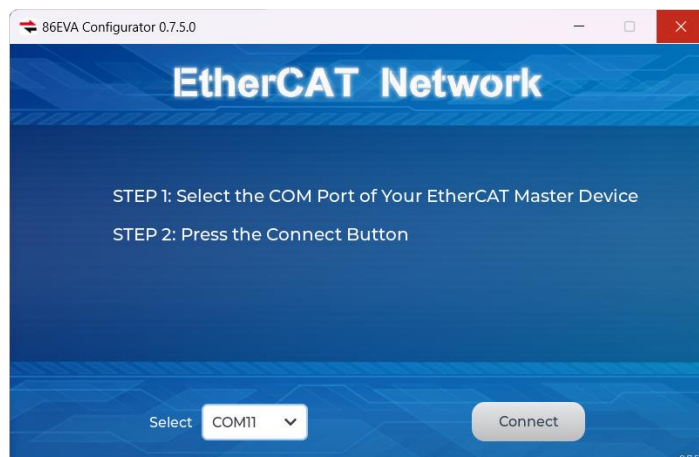 86EVA Configurator 0.7.5.0
EtherCAT Network
STEP 1: Select the COM Port of Your EtherCAT Master Device
STEP 2: Press the Connect Button
Select COM11 Connect